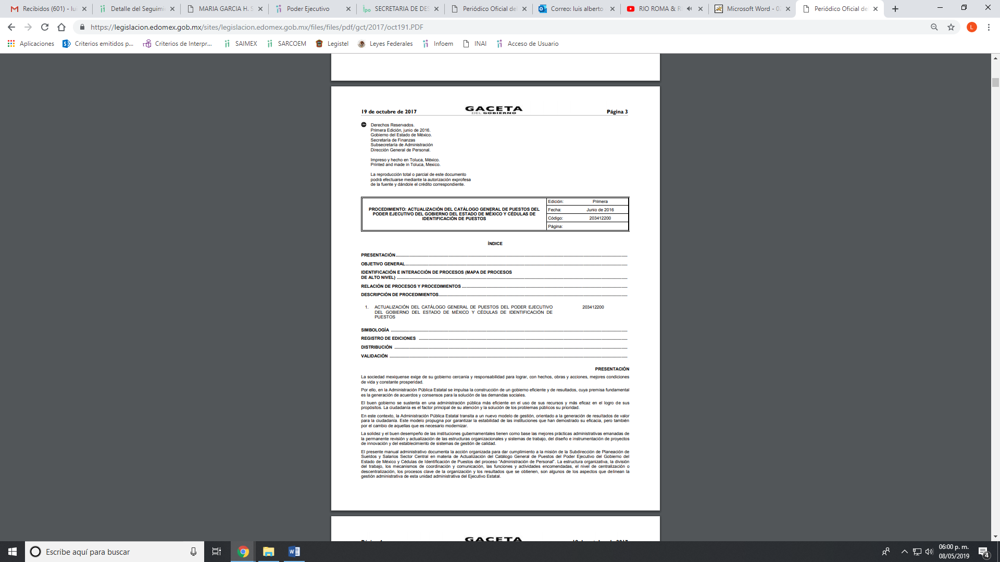 Recibidos (601) - lui
Detalle del Seguimi
MARIA GARCIA H. S
Poder Ejecutivo
SECRETARIA DE DES
Periódico Oficial de
Correo: luis alberto
RIO ROMA & R
Microsoft Word - 02
Periódico Oficial de
https://legislacion.edomex.gob.mx/sites/legislacion.edomex.gob.mx/files/files/pdf/gct/2017/oct191.PDF
L
Aplicaciones
Criterios emitidos p...
Criterios de Interpr...
SAIMEX
SARCOEM
Legistel
Leyes Federales
Infoem
INAI
Acceso de Usuario
19 de octubre de 2017
GACETA
DEL GOBIERNO
Página 3
© Derechos Reservados.
Primera Edición, junio de 2016.
Gobierno del Estado de México.
Secretaría de Finanzas
Subsecretaría de Administración
Dirección General de Personal.
Impreso y hecho en Toluca, México.
Printed and made in Toluca, Mexico.
La reproducción total o parcial de este documento
podrá efectuarse mediante la autorización exprofesa
de la fuente y dándole el crédito correspondiente.
PROCEDIMIENTO: ACTUALIZACIÓN DEL CATÁLOGO GENERAL DE PUESTOS DEL
PODER EJECUTIVO DEL GOBIERNO DEL ESTADO DE MÉXICO Y CÉDULAS DE
IDENTIFICACIÓN DE PUESTOS
Edición: Primera
Fecha: Junio de 2016
Código: 203412200
Página:
ÍNDICE
PRESENTACIÓN
OBJETIVO GENERAL
IDENTIFICACIÓN E INTERACCIÓN DE PROCESOS (MAPA DE PROCESOS
DE ALTO NIVEL)
RELACIÓN DE PROCESOS Y PROCEDIMIENTOS
DESCRIPCIÓN DE PROCEDIMIENTOS
1. ACTUALIZACIÓN DEL CATÁLOGO GENERAL DE PUESTOS DEL PODER EJECUTIVO 203412200
DEL GOBIERNO DEL ESTADO DE MÉXICO Y CÉDULAS DE IDENTIFICACIÓN DE
PUESTOS
SIMBOLOGÍA
REGISTRO DE EDICIONES
DISTRIBUCIÓN
VALIDACIÓN
PRESENTACIÓN
La sociedad mexiquense exige de su gobierno cercanía y responsabilidad para lograr, con hechos, obras y acciones, mejores condiciones
de vida y constante prosperidad.
Por ello, en la Administración Pública Estatal se impulsa la construcción de un gobierno eficiente y de resultados, cuya premisa fundamental
es la generación de acuerdos y consensos para la solución de las demandas sociales.
El buen gobierno se sustenta en una administración pública más eficiente en el uso de sus recursos y más eficaz en el logro de sus
propósitos. La ciudadanía es el factor principal de su atención y la solución de los problemas públicos su prioridad.
En este contexto, la Administración Pública Estatal transita a un nuevo modelo de gestión, orientado a la generación de resultados de valor
para la ciudadanía. Este modelo propugna por garantizar la estabilidad de las instituciones que han demostrado su eficacia, pero también
por el cambio de aquellas que es necesario modernizar.
La solidez y el buen desempeño de las instituciones gubernamentales tienen como base las mejores prácticas administrativas emanadas de
la permanente revisión y actualización de las estructuras organizacionales y sistemas de trabajo, del diseño e instrumentación de proyectos
de innovación y del establecimiento de sistemas de gestión de calidad.
El presente manual administrativo documenta la acción organizada para dar cumplimiento a la misión de la Subdirección de Planeación de
Sueldos y Salarios Sector Central en materia de Actualización del Catálogo General de Puestos del Poder Ejecutivo del Gobierno del
Estado de México y Cédulas de Identificación de Puestos del proceso "Administración de Personal". La estructura organizativa, la división
del trabajo, los mecanismos de coordinación y comunicación, las funciones y actividades encomendadas, el nivel de centralización o
descentralización, los procesos clave de la organización y los resultados que se obtienen, son algunos de los aspectos que delinean la
gestión administrativa de esta unidad administrativa del Ejecutivo Estatal.
GACETA
Escribe aquí para buscar
06:00 p. m.
08/05/2019
4